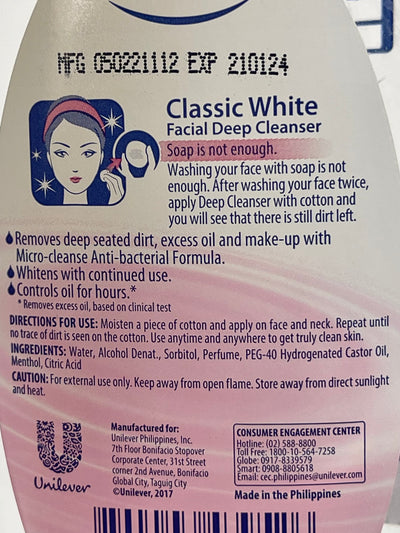 MFG 050221112 EXP 210124
Classic White
Facial Deep Cleanser
Soap is not enough.
Washing your face with soap is not
enough. After washing your face twice,
apply Deep Cleanser with cotton and
you will see that there is still dirt left.
Removes deep seated dirt, excess oil and make-up with
Micro-cleanse Anti-bacterial Formula.
Whitens with continued use.
Controls oil for hours.*
* Removes excess oil, based on clinical test
DIRECTIONS FOR USE: Moisten a piece of cotton and apply on face and neck. Repeat until
no trace of dirt is seen on the cotton. Use anytime and anywhere to get truly clean skin.
INGREDIENTS: Water, Alcohol Denat., Sorbitol, Perfume, PEG-40 Hydrogenated Castor Oil,
Menthol, Citric Acid
CAUTION: For external use only. Keep away from open flame. Store away from direct sunlight
and heat.
Unilever
Manufactured for:
Unilever Philippines, Inc.
7th Floor Bonifacio Stopover
Corporate Center, 31st Street
corner 2nd Avenue, Bonifacio
Global City, Taguig City
©Unilever, 2017
CONSUMER ENGAGEMENT CENTER
Hotline: (02) 588-8800
Toll Free: 1800-10-564-7258
Globe: 0917-8339579
Smart: 0908-8805618
Email: cec.philippines@unilever.com
Made in the Philippines